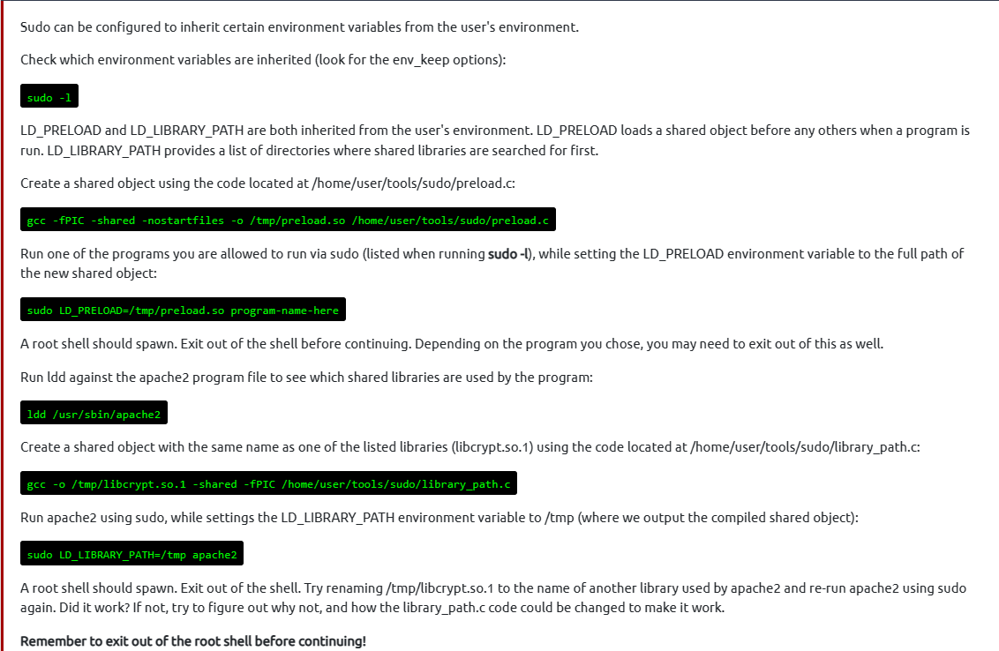 Sudo can be configured to inherit certain environment variables from the user's environment.
Check which environment variables are inherited (look for the env_keep options):
sudo -l
LD_PRELOAD and LD_LIBRARY_PATH are both inherited from the user's environment. LD_PRELOAD loads a shared object before any others when a program is
run. LD_LIBRARY_PATH provides a list of directories where shared libraries are searched for first.
Create a shared object using the code located at /home/user/tools/sudo/preload.c:
gcc -fPIC -shared -nostartfiles -o /tmp/preload.so /home/user/tools/sudo/preload.c
Run one of the programs you are allowed to run via sudo (listed when running sudo -l), while setting the LD_PRELOAD environment variable to the full path of
the new shared object:
sudo LD_PRELOAD=/tmp/preload.so program-name-here
A root shell should spawn. Exit out of the shell before continuing. Depending on the program you chose, you may need to exit out of this as well.
Run ldd against the apache2 program file to see which shared libraries are used by the program:
ldd /usr/sbin/apache2
Create a shared object with the same name as one of the listed libraries (libcrypt.so.1) using the code located at /home/user/tools/sudo/library_path.c:
gcc -o /tmp/libcrypt.so.1 -shared -fPIC /home/user/tools/sudo/library_path.c
Run apache2 using sudo, while settings the LD_LIBRARY_PATH environment variable to /tmp (where we output the compiled shared object):
sudo LD_LIBRARY_PATH=/tmp apache2
A root shell should spawn. Exit out of the shell. Try renaming /tmp/libcrypt.so.1 to the name of another library used by apache2 and re-run apache2 using sudo
again. Did it work? If not, try to figure out why not, and how the library_path.c code could be changed to make it work.
Remember to exit out of the root shell before continuing!